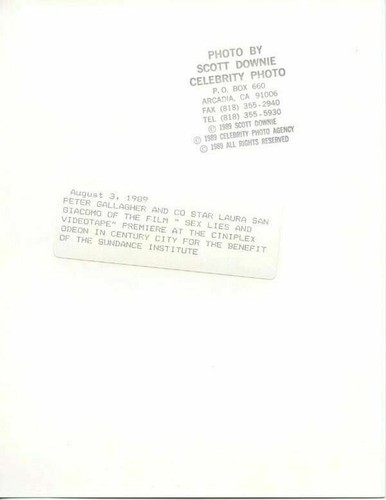 PHOTO BY
SCOTT DOWNIE
CELEBRITY PHOTO
P.O. BOX 660
ARCADIA, CA 91006
FAX (818) 355-2940
TEL (818) 355-5930
© 1989 SCOTT DOWNIE
© 1989 CELEBRITY PHOTO AGENCY
© 1989 ALL RIGHTS RESERVED
August 3, 1989
PETER GALLAGHER AND CO STAR LAURA SAN
GIACOMO OF THE FILM " SEX LIES AND
VIDEOTAPE" PREMIERE AT THE CINIPLEX
ODEON IN CENTURY CITY FOR THE BENEFIT
OF THE SUNDANCE INSTITUTE